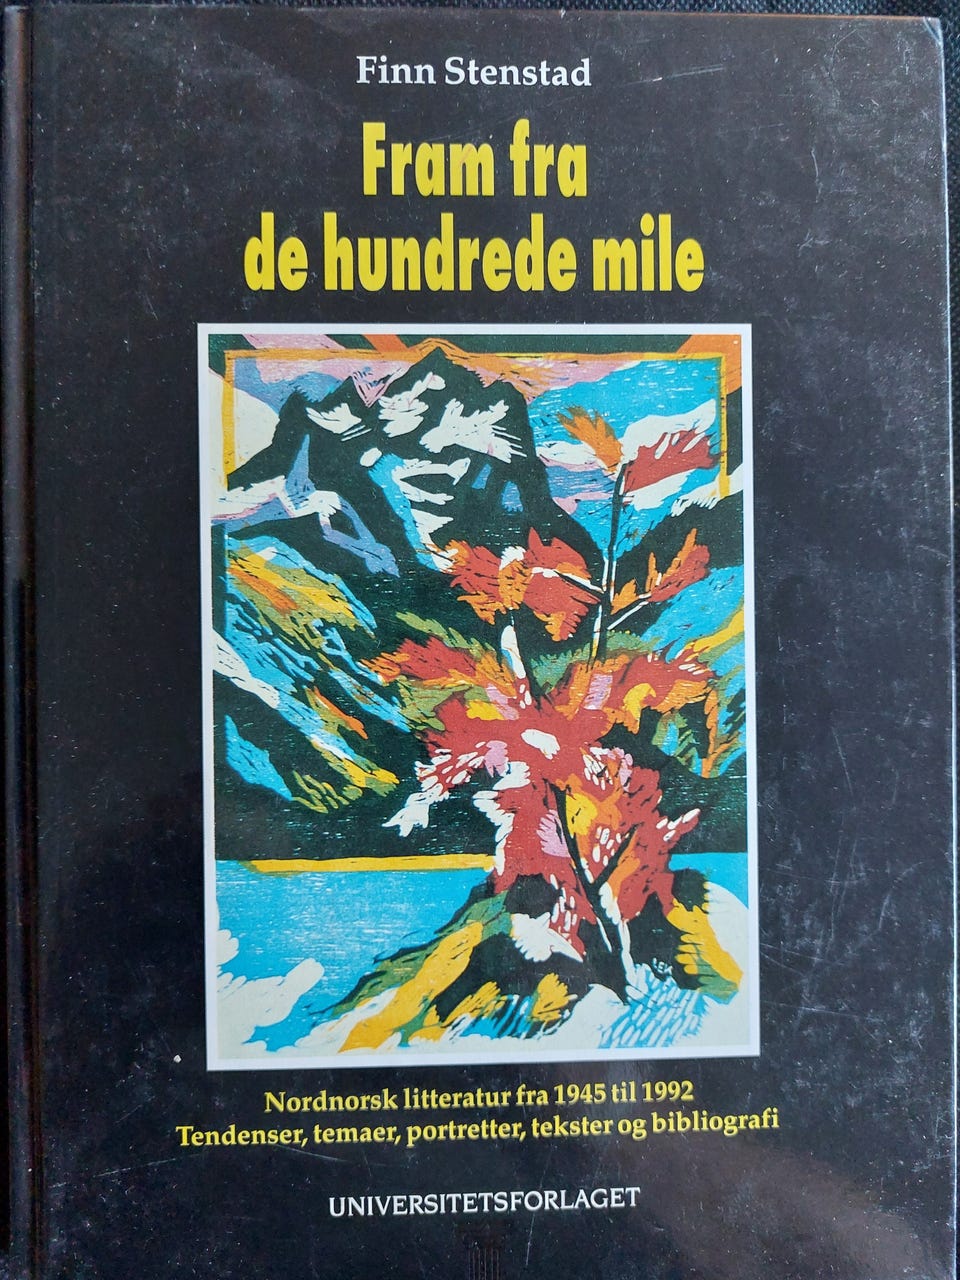 Finn Stenstad
Fram fra
de hundrede mile
Nordnorsk litteratur fra 1945 til 1992
Tendenser, temaer, portretter, tekster og bibliografi
UNIVERSITETSFORLAGET